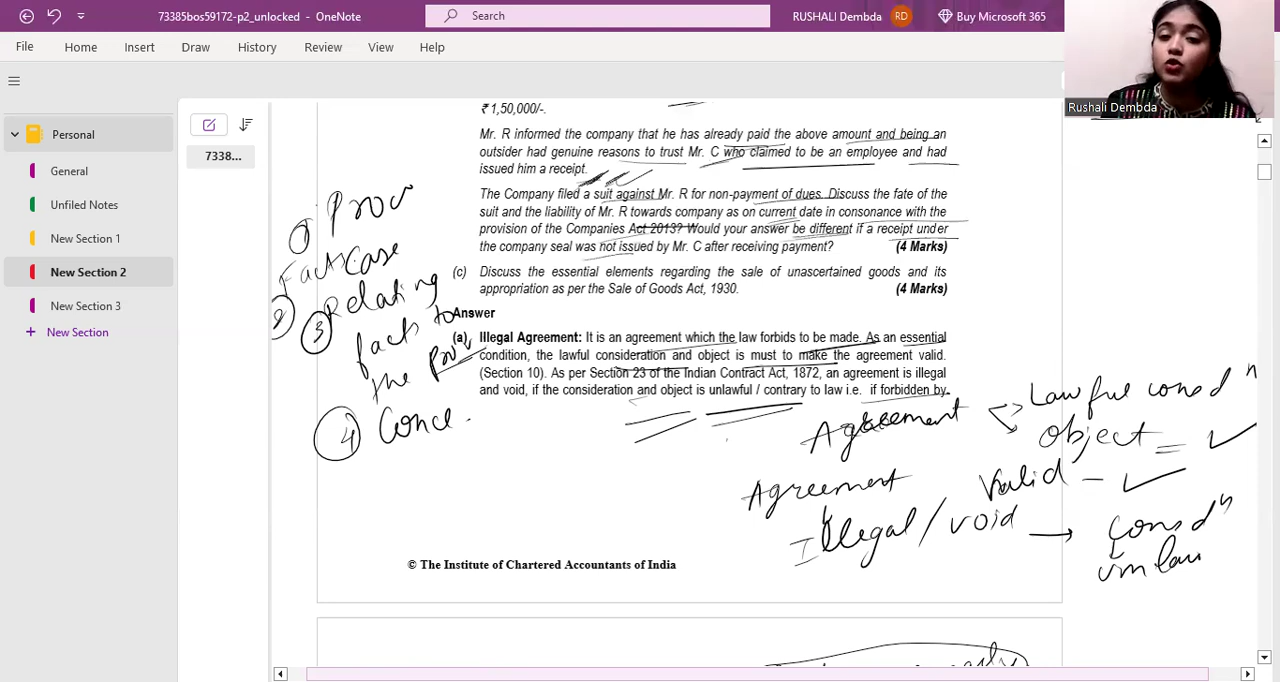 73385bos59172-p2_unlocked - OneNote
Search
RUSHALI Dembda
RD
Buy Microsoft 365
File
Home
Insert
Draw
History
Review
View
Help
Rushali Dembda
Personal
General
Unfiled Notes
New Section 1
New Section 2
New Section 3
New Section
7338...
₹ 1,50,000/-.
Mr. R informed the company that he has already paid the above amount and being an
outsider had genuine reasons to trust Mr. C who claimed to be an employee and had
issued him a receipt.
The Company filed a suit against Mr. R for non-payment of dues. Discuss the fate of the
suit and the liability of Mr. R towards company as on current date in consonance with the
provision of the Companies Act 2013? Would your answer be different if a receipt under
the company seal was not issued by Mr. C after receiving payment?
(4 Marks)
(c) Discuss the essential elements regarding the sale of unascertained goods and its
appropriation as per the Sale of Goods Act, 1930.
(4 Marks)
Answer
(a) Illegal Agreement: It is an agreement which the law forbids to be made. As an essential
condition, the lawful consideration and object is must to make the agreement valid.
(Section 10). As per Section 23 of the Indian Contract Act, 1872, an agreement is illegal
and void, if the consideration and object is unlawful / contrary to law i.e. if forbidden by
© The Institute of Chartered Accountants of India
1 Prov
2 Facts Case
3 Relating
facts to
the Prov
4 Conc
Agreement
Lawful consdn
Object =
Agreement
Valid -
Illegal / void → consdn
unlaw